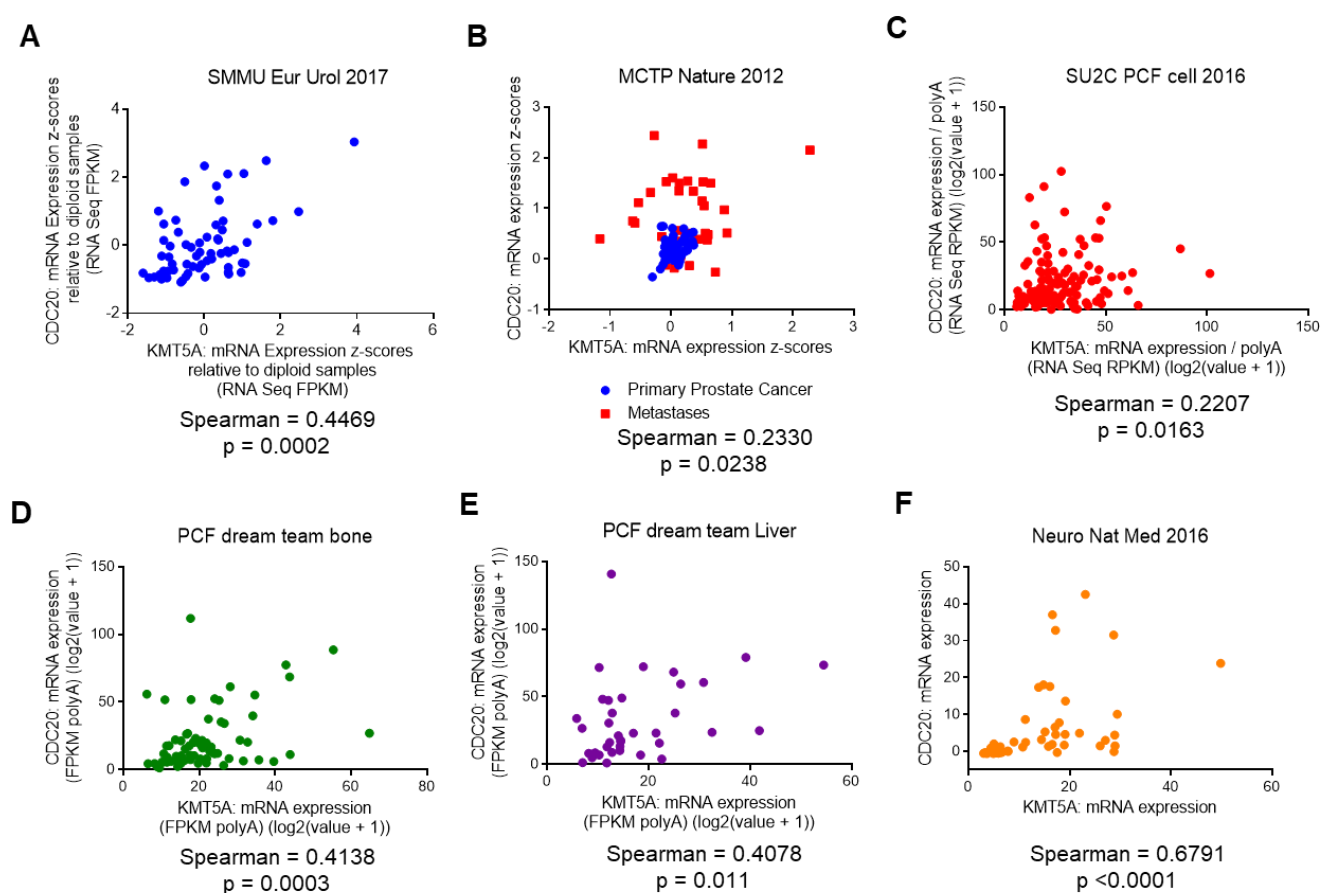 A
SMMU Eur Urol 2017
CDC20: mRNA Expression z-scores
relative to diploid samples
(RNA Seq FPKM)
4
2
0
-2
-2
0
2
4
6
KMT5A: mRNA Expression z-scores
relative to diploid samples
(RNA Seq FPKM)
Spearman = 0.4469
p = 0.0002
B
MCTP Nature 2012
CDC20: mRNA expression z-scores
3
2
1
0
-1
-2
-1
0
1
2
3
KMT5A: mRNA expression z-scores
Primary Prostate Cancer
Metastases
Spearman = 0.2330
p = 0.0238
C
SU2C PCF cell 2016
CDC20: mRNA expression / polyA
(RNA Seq RPKM) (log2(value + 1))
150
100
50
0
0
50
100
150
KMT5A: mRNA expression / polyA
(RNA Seq RPKM) (log2(value + 1))
Spearman = 0.2207
p = 0.0163
D
PCF dream team bone
CDC20: mRNA expression
(FPKM polyA) (log2(value + 1))
150
100
50
0
0
20
40
60
80
KMT5A: mRNA expression
(FPKM polyA) (log2(value + 1))
Spearman = 0.4138
p = 0.0003
E
PCF dream team Liver
CDC20: mRNA expression
(FPKM polyA) (log2(value + 1))
150
100
50
0
0
20
40
60
KMT5A: mRNA expression
(FPKM polyA) (log2(value + 1))
Spearman = 0.4078
p = 0.011
F
Neuro Nat Med 2016
CDC20: mRNA expression
50
40
30
20
10
0
0
20
40
60
KMT5A: mRNA expression
Spearman = 0.6791
p <0.0001